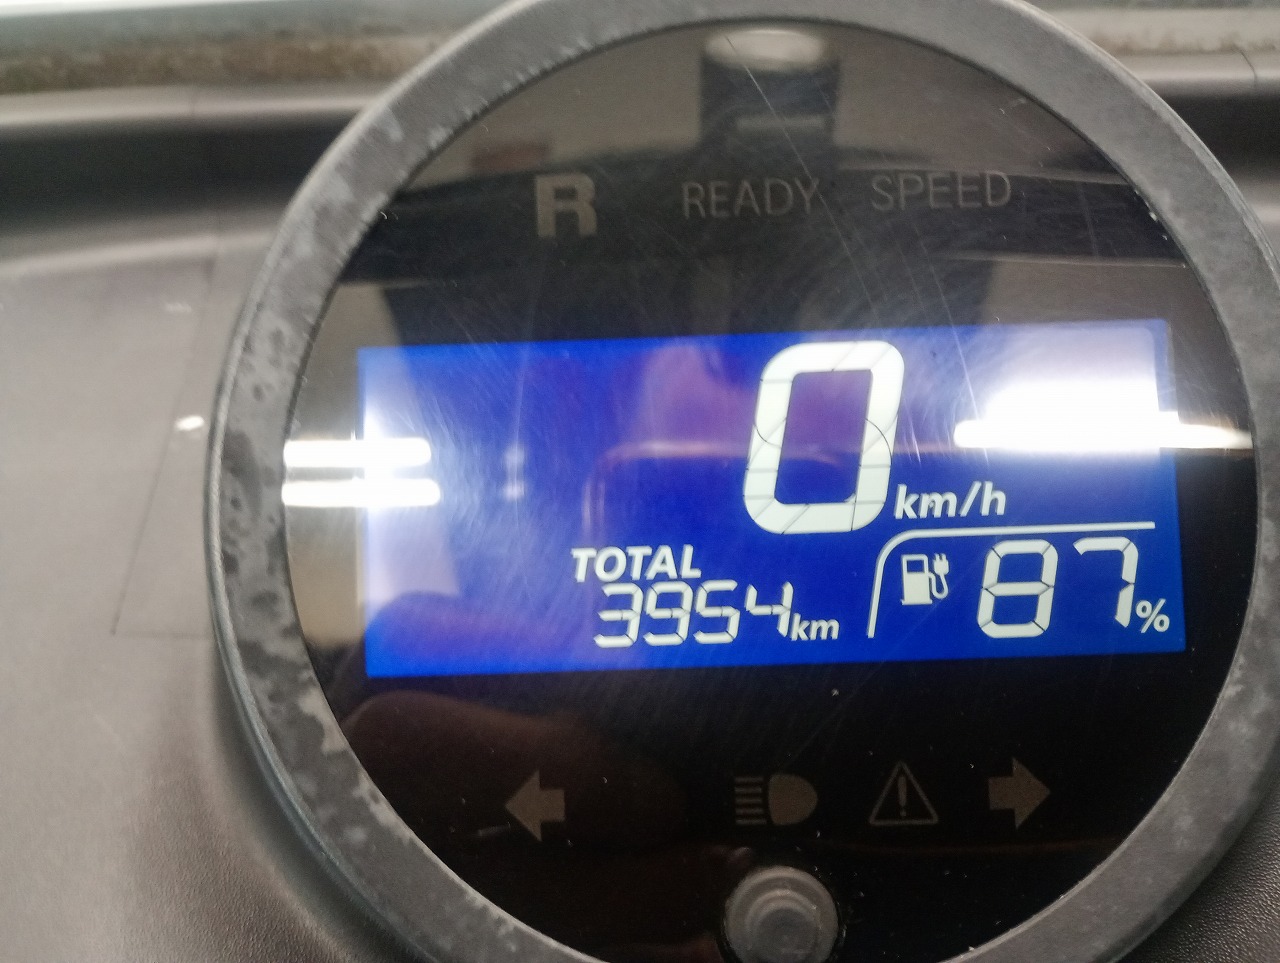 R READY SPEED
0 km/h
TOTAL
3954 km
87 %